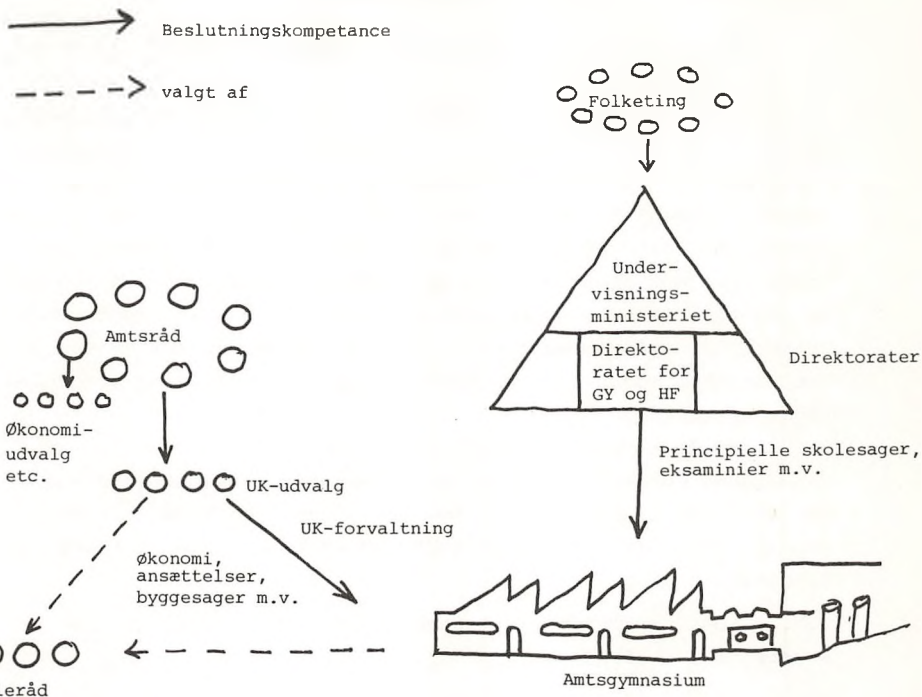 Beslutningskompetance
valgt af
Folketing
Under-
visnings-
ministeriet
Direkto-
ratet for
GY og HF
Direktorater
Amtsråd
Økonomi-
udvalg
etc.
UK-udvalg
UK-forvaltning
Principielle skolesager,
eksaminier m.v.
Økonomi,
ansættelser,
byggesager m.v.
Amtsgymnasium